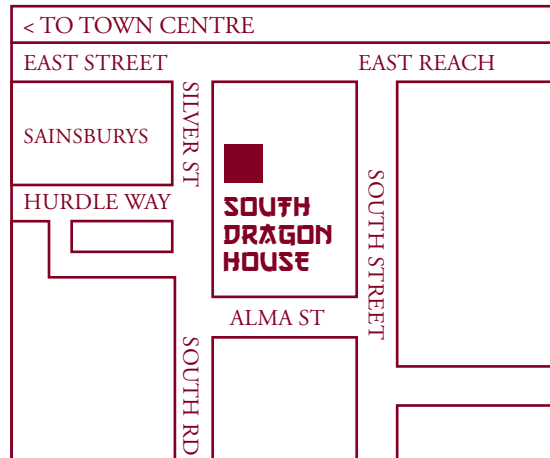 < TO TOWN CENTRE
EAST STREET
EAST REACH
SILVER ST
SAINSBURYS
HURDLE WAY
SOUTH
DRAGON
HOUSE
SOUTH STREET
ALMA ST
SOUTH RD